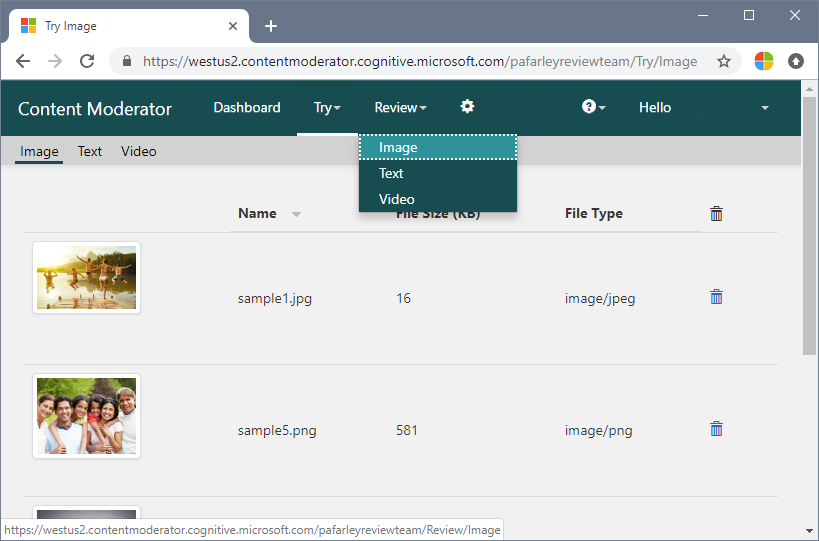 Try Image
https://westus2.contentmoderator.cognitive.microsoft.com/pafarleyreviewteam/Try/Image
Content Moderator Dashboard Try Review Hello
Image Text Video
Image
Text
Video
Name File Size (KB) File Type
sample1.jpg 16 image/jpeg
sample5.png 581 image/png
https://westus2.contentmoderator.cognitive.microsoft.com/pafarleyreviewteam/Review/Image